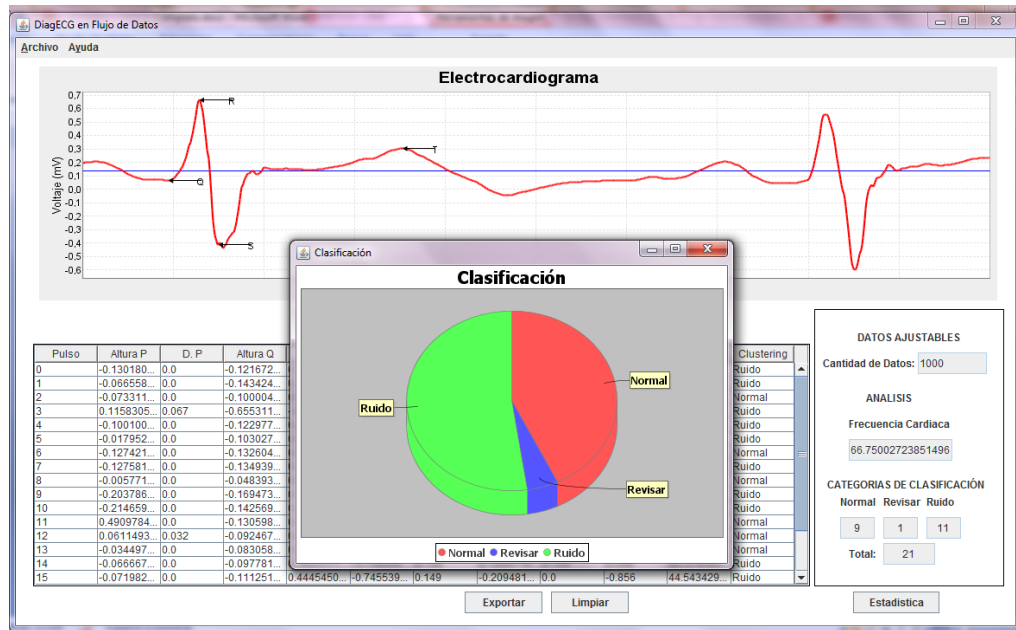 DiagECG en Flujo de Datos
Archivo Ayuda
Electrocardiograma
Voltaje (mV)
0,7
0,6
0,5
0,4
0,3
0,2
0,1
0,0
-0,1
-0,2
-0,3
-0,4
-0,5
-0,6
R
Q
S
T
Clasificación
Clasificación
Normal
Ruido
Revisar
Normal Revisar Ruido
Pulso Altura P D. P Altura Q Clustering
0 -0.130180... 0.0 -0.121672... Ruido
1 -0.066558... 0.0 -0.143424... Ruido
2 -0.073311... 0.0 -0.100004... Normal
3 0.1158305... 0.067 -0.655311... Ruido
4 -0.100100... 0.0 -0.122977... Ruido
5 -0.017952... 0.0 -0.103027... Ruido
6 -0.127421... 0.0 -0.132604... Normal
7 -0.127581... 0.0 -0.134939... Ruido
8 -0.005771... 0.0 -0.048393... Normal
9 -0.203786... 0.0 -0.169473... Ruido
10 -0.214659... 0.0 -0.142569... Ruido
11 0.4909784... 0.0 -0.130598... Normal
12 0.0611493... 0.032 -0.092467... Normal
13 -0.034497... 0.0 -0.083058... Normal
14 -0.066667... 0.0 -0.097781... Ruido
15 -0.071982... 0.0 -0.111251... 0.4445450... -0.745539... 0.149 -0.209481... 0.0 -0.856 44.543429... Ruido
DATOS AJUSTABLES
Cantidad de Datos: 1000
ANALISIS
Frecuencia Cardiaca
66.75002723851496
CATEGORIAS DE CLASIFICACIÓN
Normal Revisar Ruido
9 1 11
Total: 21
Exportar Limpiar Estadistica